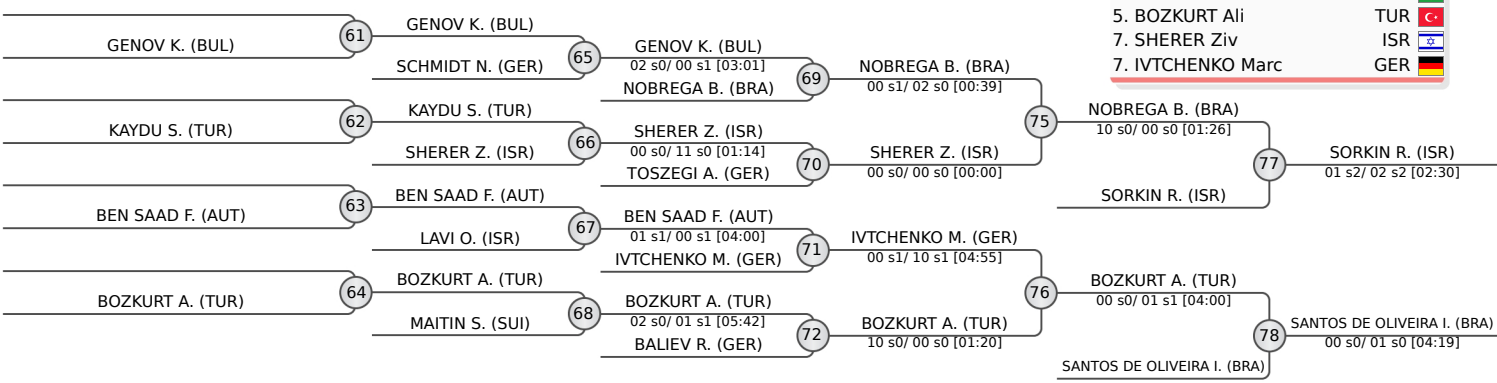 5. BOZKURT Ali TUR
7. SHERER Ziv ISR
7. IVTCHENKO Marc GER
GENOV K. (BUL)
61
KAYDU S. (TUR)
62
BEN SAAD F. (AUT)
63
BOZKURT A. (TUR)
64
GENOV K. (BUL)
SCHMIDT N. (GER)
65
KAYDU S. (TUR)
SHERER Z. (ISR)
66
BEN SAAD F. (AUT)
LAVI O. (ISR)
67
BOZKURT A. (TUR)
MAITIN S. (SUI)
68
GENOV K. (BUL)
02 s0/ 00 s1 [03:01]
NOBREGA B. (BRA)
69
SHERER Z. (ISR)
00 s0/ 11 s0 [01:14]
TOSZEGI A. (GER)
70
BEN SAAD F. (AUT)
01 s1/ 00 s1 [04:00]
IVTCHENKO M. (GER)
71
BOZKURT A. (TUR)
02 s0/ 01 s1 [05:42]
BALIEV R. (GER)
72
NOBREGA B. (BRA)
00 s1/ 02 s0 [00:39]
SHERER Z. (ISR)
00 s0/ 00 s0 [00:00]
75
IVTCHENKO M. (GER)
00 s1/ 10 s1 [04:55]
BOZKURT A. (TUR)
10 s0/ 00 s0 [01:20]
76
NOBREGA B. (BRA)
10 s0/ 00 s0 [01:26]
SORKIN R. (ISR)
77
BOZKURT A. (TUR)
00 s0/ 01 s1 [04:00]
SANTOS DE OLIVEIRA I. (BRA)
78
SORKIN R. (ISR)
01 s2/ 02 s2 [02:30]
SANTOS DE OLIVEIRA I. (BRA)
00 s0/ 01 s0 [04:19]